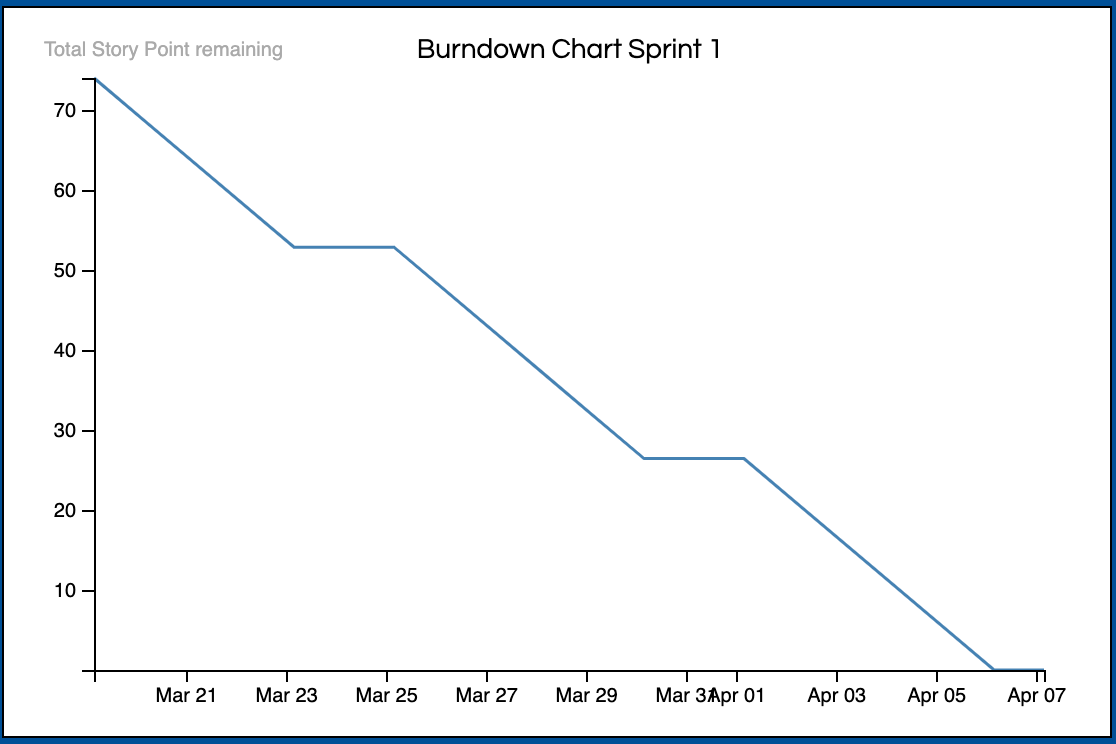 Total Story Point remaining
Burndown Chart Sprint 1
70
60
50
40
30
20
10
Mar 21 Mar 23 Mar 25 Mar 27 Mar 29 Mar 31 Apr 01 Apr 03 Apr 05 Apr 07